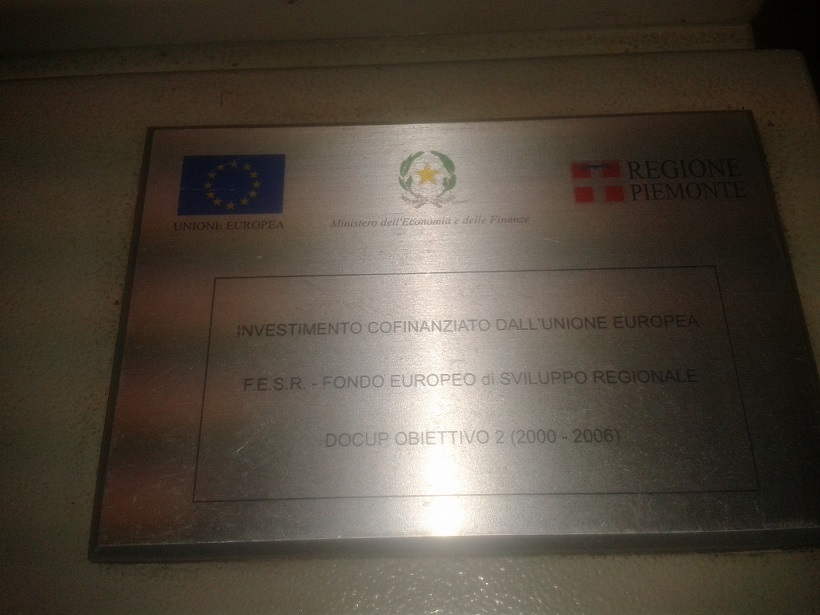 UNIONE EUROPEA
Ministero dell'Economia e delle Finanze
REGIONE
PIEMONTE
INVESTIMENTO COFINANZIATO DALL'UNIONE EUROPEA
F.E.S.R. - FONDO EUROPEO di SVILUPPO REGIONALE
DOCUP OBIETTIVO 2 (2000 - 2006)